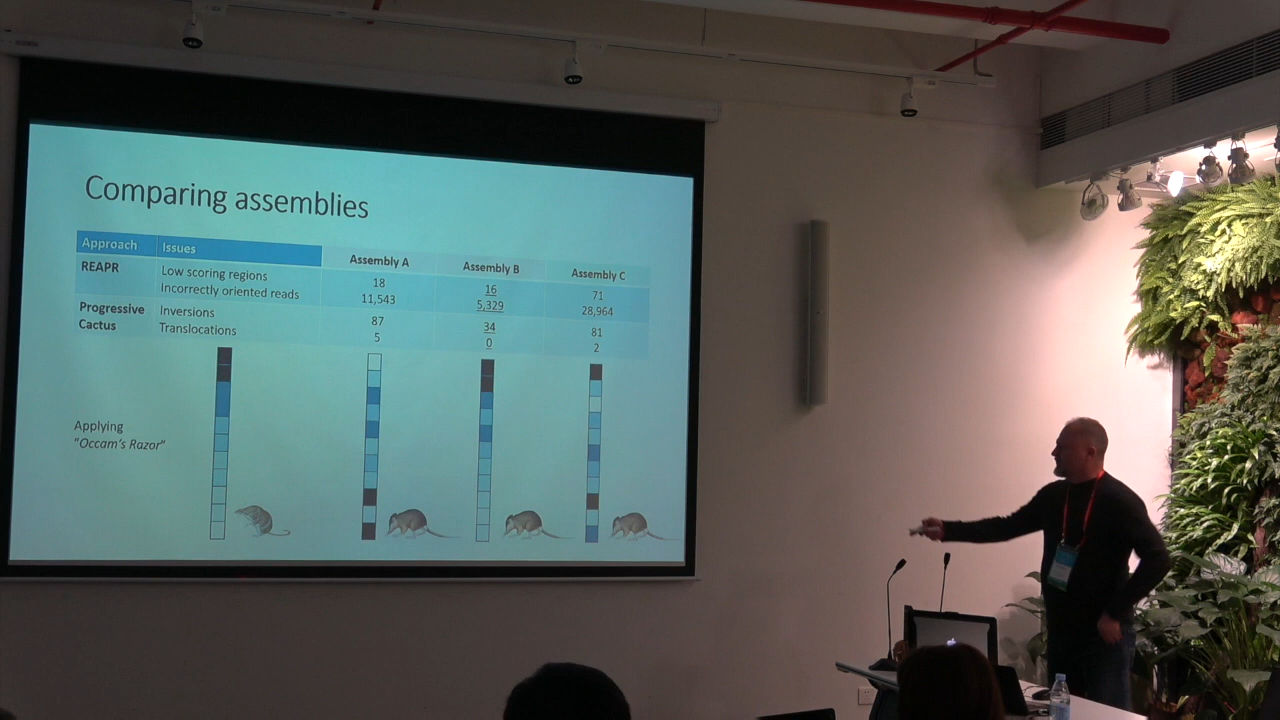 Comparing assemblies
Approach Issues Assembly A Assembly B Assembly C
REAPR Low scoring regions 18 16 71
Incorrectly oriented reads 11,543 5,329 28,964
Progressive Inversions 87 34 81
Cactus Translocations 5 0 2
Applying
"Occam's Razor"